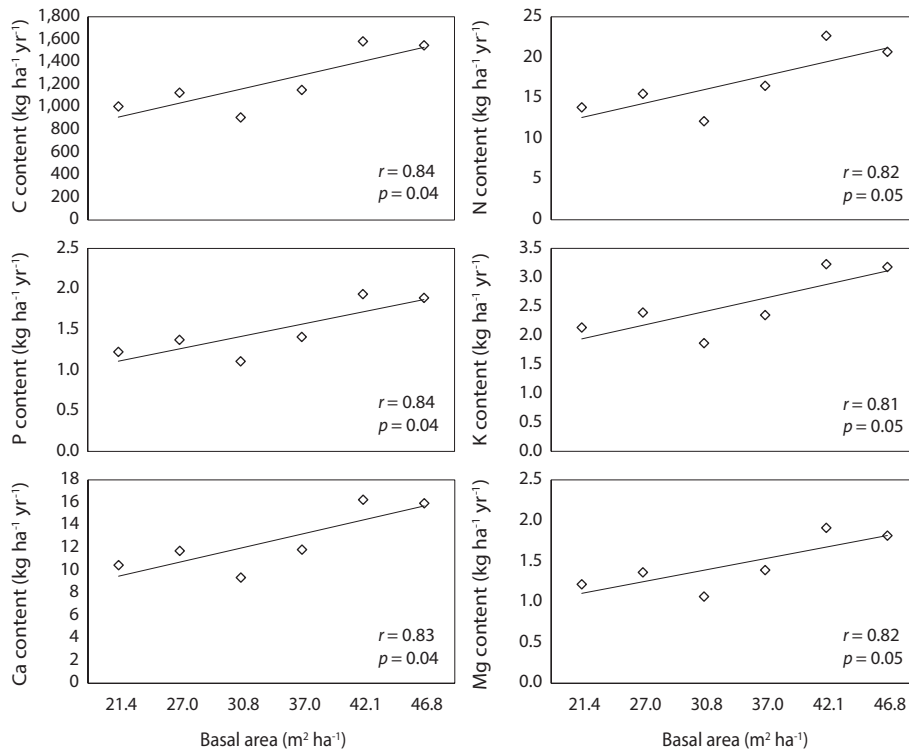 C content (kg ha⁻¹ yr⁻¹)
1,800
1,600
1,400
1,200
1,000
800
600
400
200
0
r = 0.84
p = 0.04
N content (kg ha⁻¹ yr⁻¹)
25
20
15
10
5
0
r = 0.82
p = 0.05
P content (kg ha⁻¹ yr⁻¹)
2.5
2.0
1.5
1.0
0.5
0.0
r = 0.84
p = 0.04
K content (kg ha⁻¹ yr⁻¹)
3.5
3.0
2.5
2.0
1.5
1.0
0.5
0.0
r = 0.81
p = 0.05
Ca content (kg ha⁻¹ yr⁻¹)
18
16
14
12
10
8
6
4
2
0
r = 0.83
p = 0.04
21.4 27.0 30.8 37.0 42.1 46.8
Basal area (m² ha⁻¹)
Mg content (kg ha⁻¹ yr⁻¹)
2.5
2.0
1.5
1.0
0.5
0.0
r = 0.82
p = 0.05
21.4 27.0 30.8 37.0 42.1 46.8
Basal area (m² ha⁻¹)